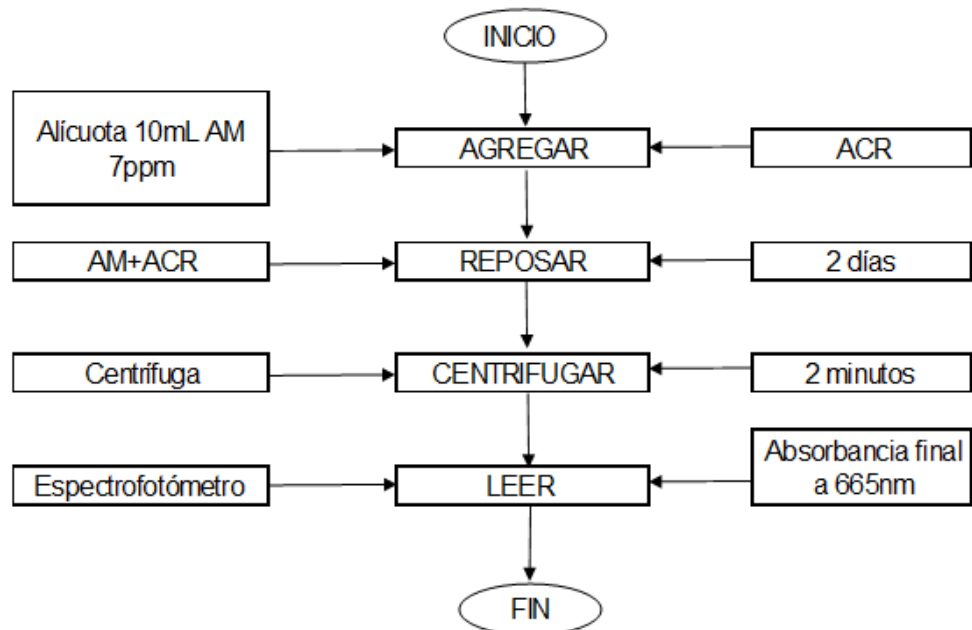 INICIO
Alícuota 10mL AM
7ppm
AGREGAR
ACR
AM+ACR
REPOSAR
2 días
Centrífuga
CENTRIFUGAR
2 minutos
Espectrofotómetro
LEER
Absorbancia final
a 665nm
FIN